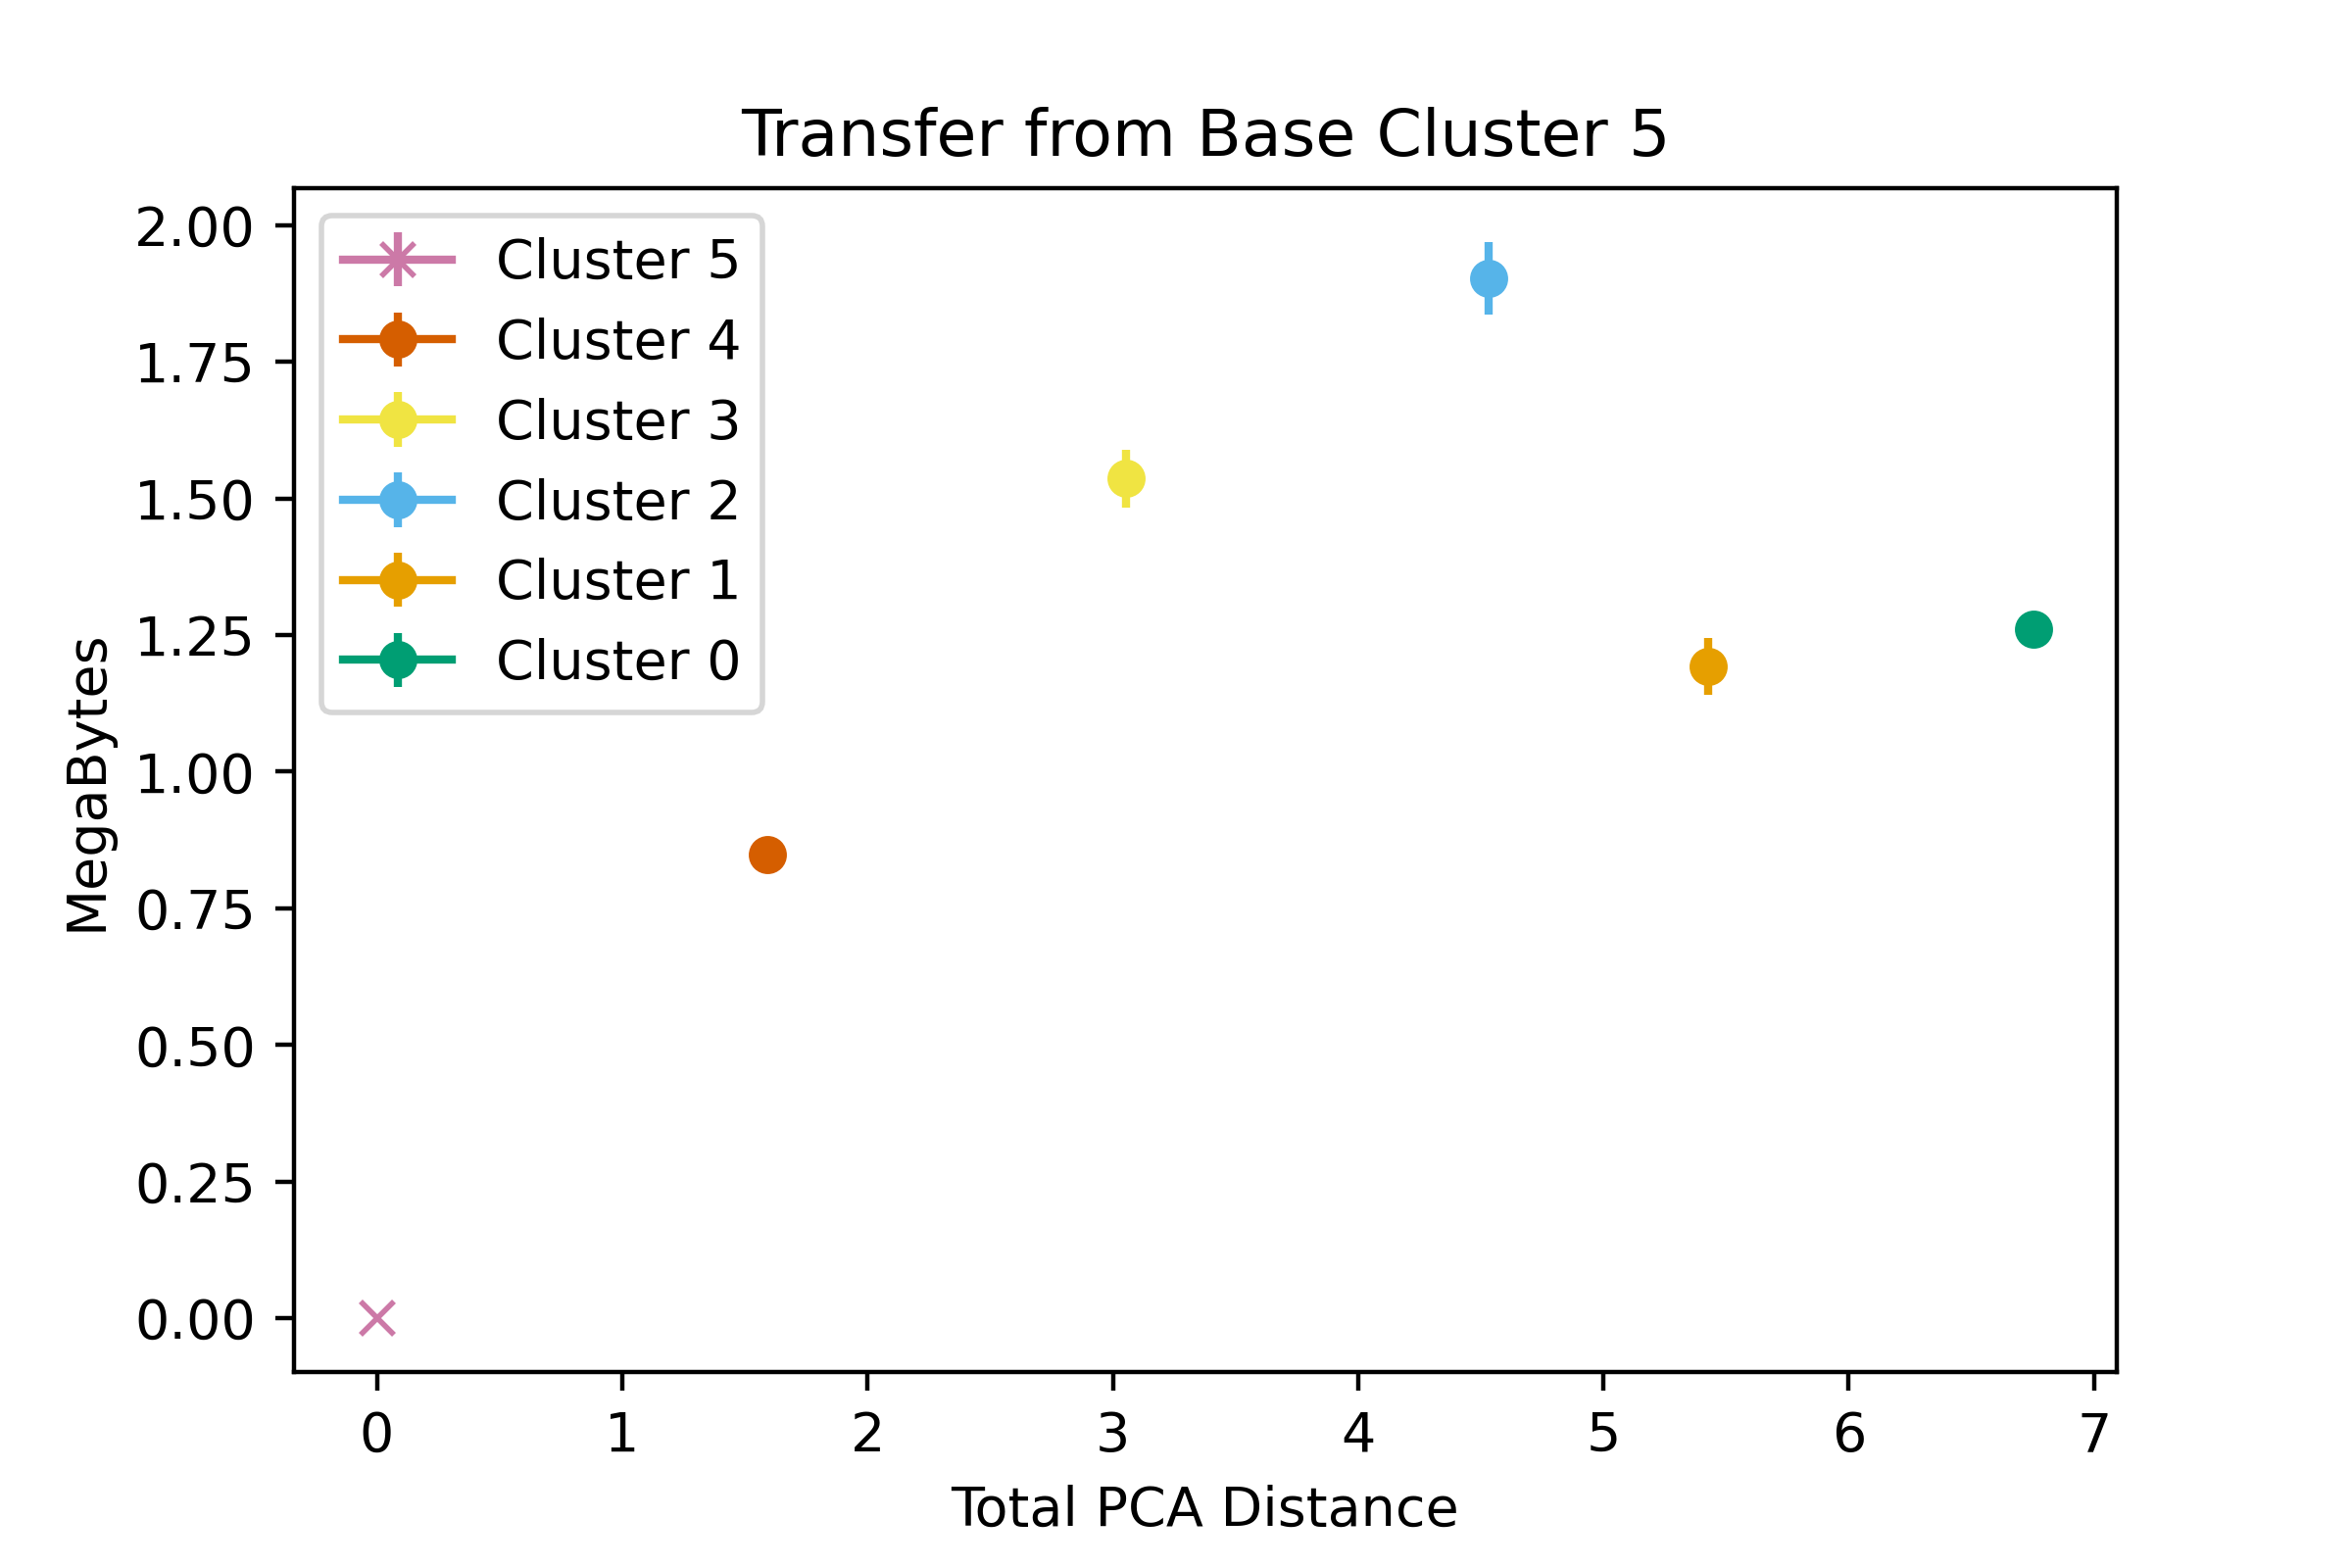 Transfer from Base Cluster 5
MegaBytes
2.00
1.75
1.50
1.25
1.00
0.75
0.50
0.25
0.00
Cluster 5
Cluster 4
Cluster 3
Cluster 2
Cluster 1
Cluster 0
0 1 2 3 4 5 6 7
Total PCA Distance